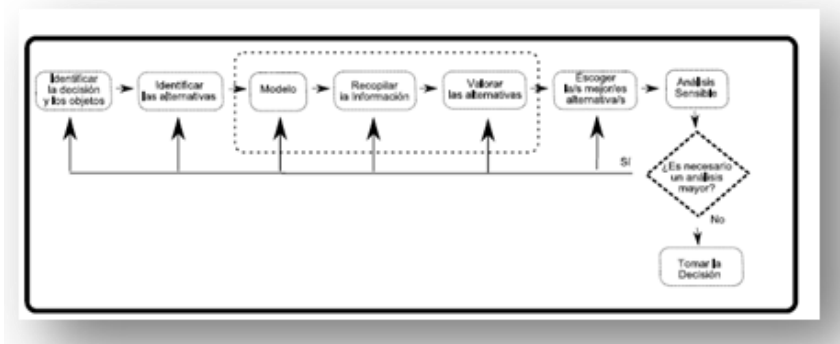 Identificar
la decisión
y los objetos
Identificar
las alternativas
Modelo
Recopilar
la Información
Valorar
las alternativas
Escoger
la/s mejor/es
alternativa/s
Análisis
Sensible
Sí
¿Es necesario
un análisis
mayor?
No
Tomar la
Decisión